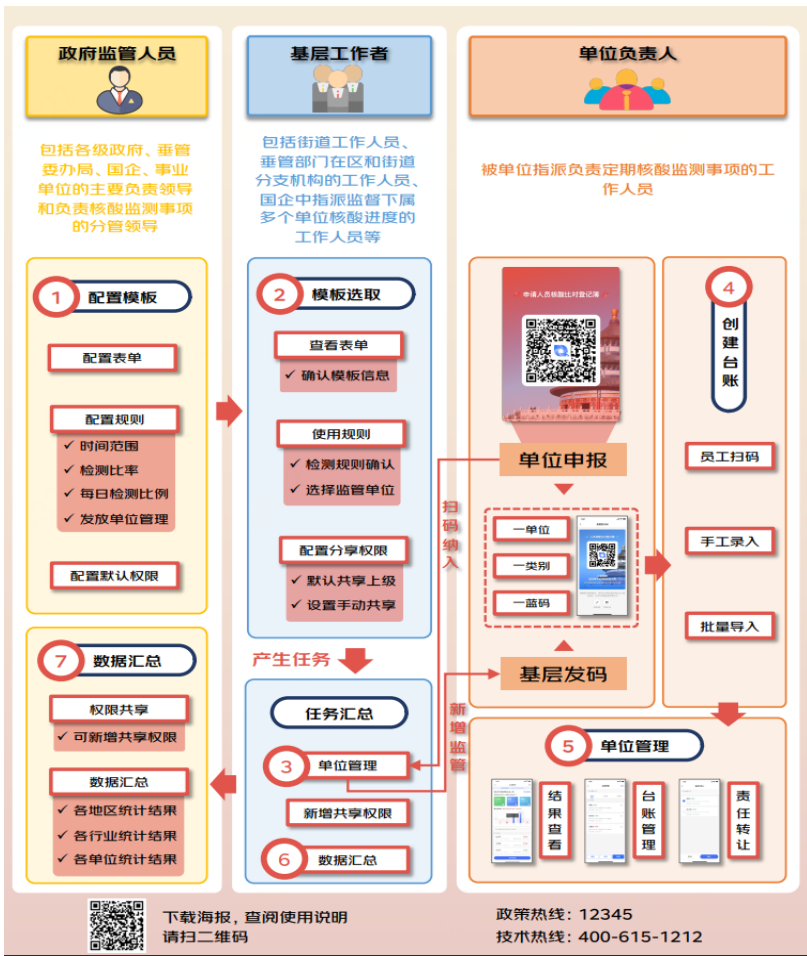 政府监管人员
包括各级政府、垂管
委办局、国企、事业
单位的主要负责领导
和负责核酸监测事项
的分管领导
1 配置模板
配置表单
配置规则
✓ 时间范围
✓ 检测比率
✓ 每日检测比例
✓ 发放单位管理
配置默认权限
7 数据汇总
权限共享
✓ 可新增共享权限
数据汇总
✓ 各地区统计结果
✓ 各行业统计结果
✓ 各单位统计结果
基层工作者
包括街道工作人员、
垂管部门在区和街道
分支机构的工作人员、
国企中指派监督下属
多个单位核酸进度的
工作人员等
2 模板选取
查看表单
✓ 确认模板信息
使用规则
✓ 检测规则确认
✓ 选择监管单位
配置分享权限
✓ 默认共享上级
✓ 设置手动共享
产生任务
任务汇总
3 单位管理
新增共享权限
6 数据汇总
单位负责人
被单位指派负责定期核酸监测事项的工
作人员
申请人员核酸比对登记簿
单位申报
扫码纳入
一单位
一类别
一蓝码
基层发码
新增监管
4 创建台账
员工扫码
手工录入
批量导入
5 单位管理
结果查看
台账管理
责任转让
下载海报，查阅使用说明
请扫二维码
政策热线：12345
技术热线：400-615-1212